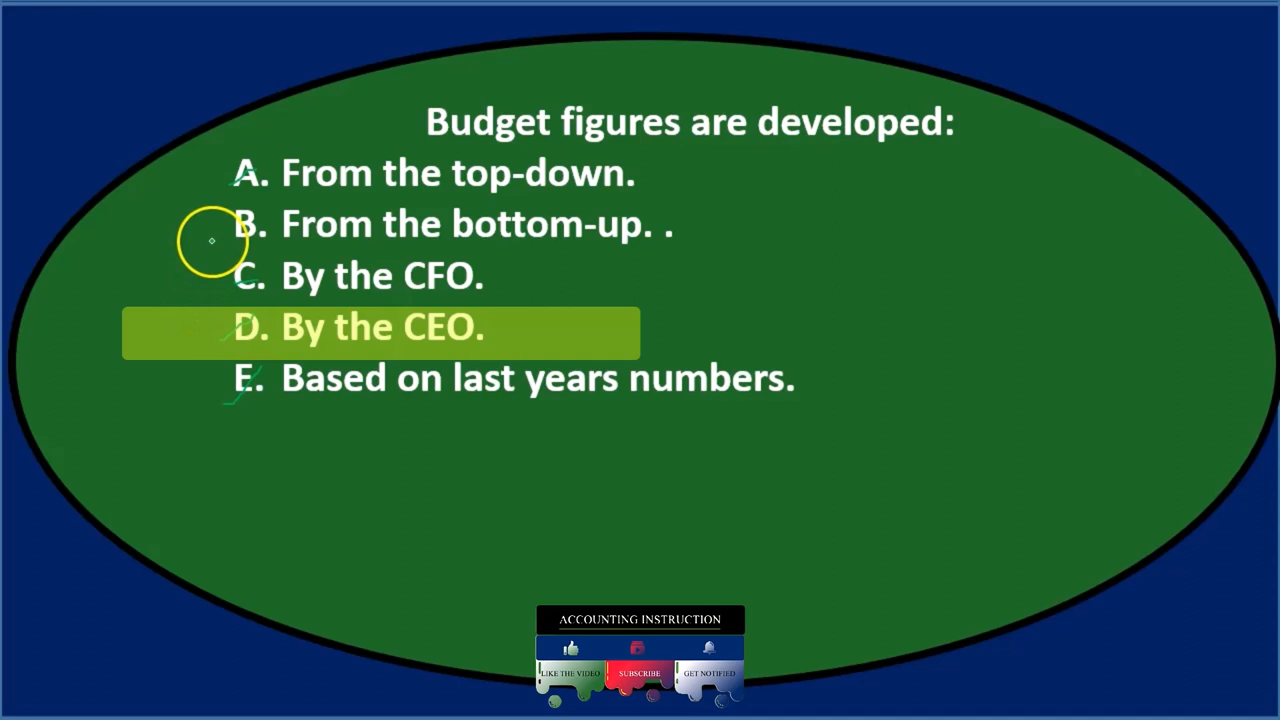 Budget figures are developed:
A. From the top-down.
B. From the bottom-up. .
C. By the CFO.
D. By the CEO.
E. Based on last years numbers.
ACCOUNTING INSTRUCTION
LIKE THE VIDEO SUBSCRIBE GET NOTIFIED